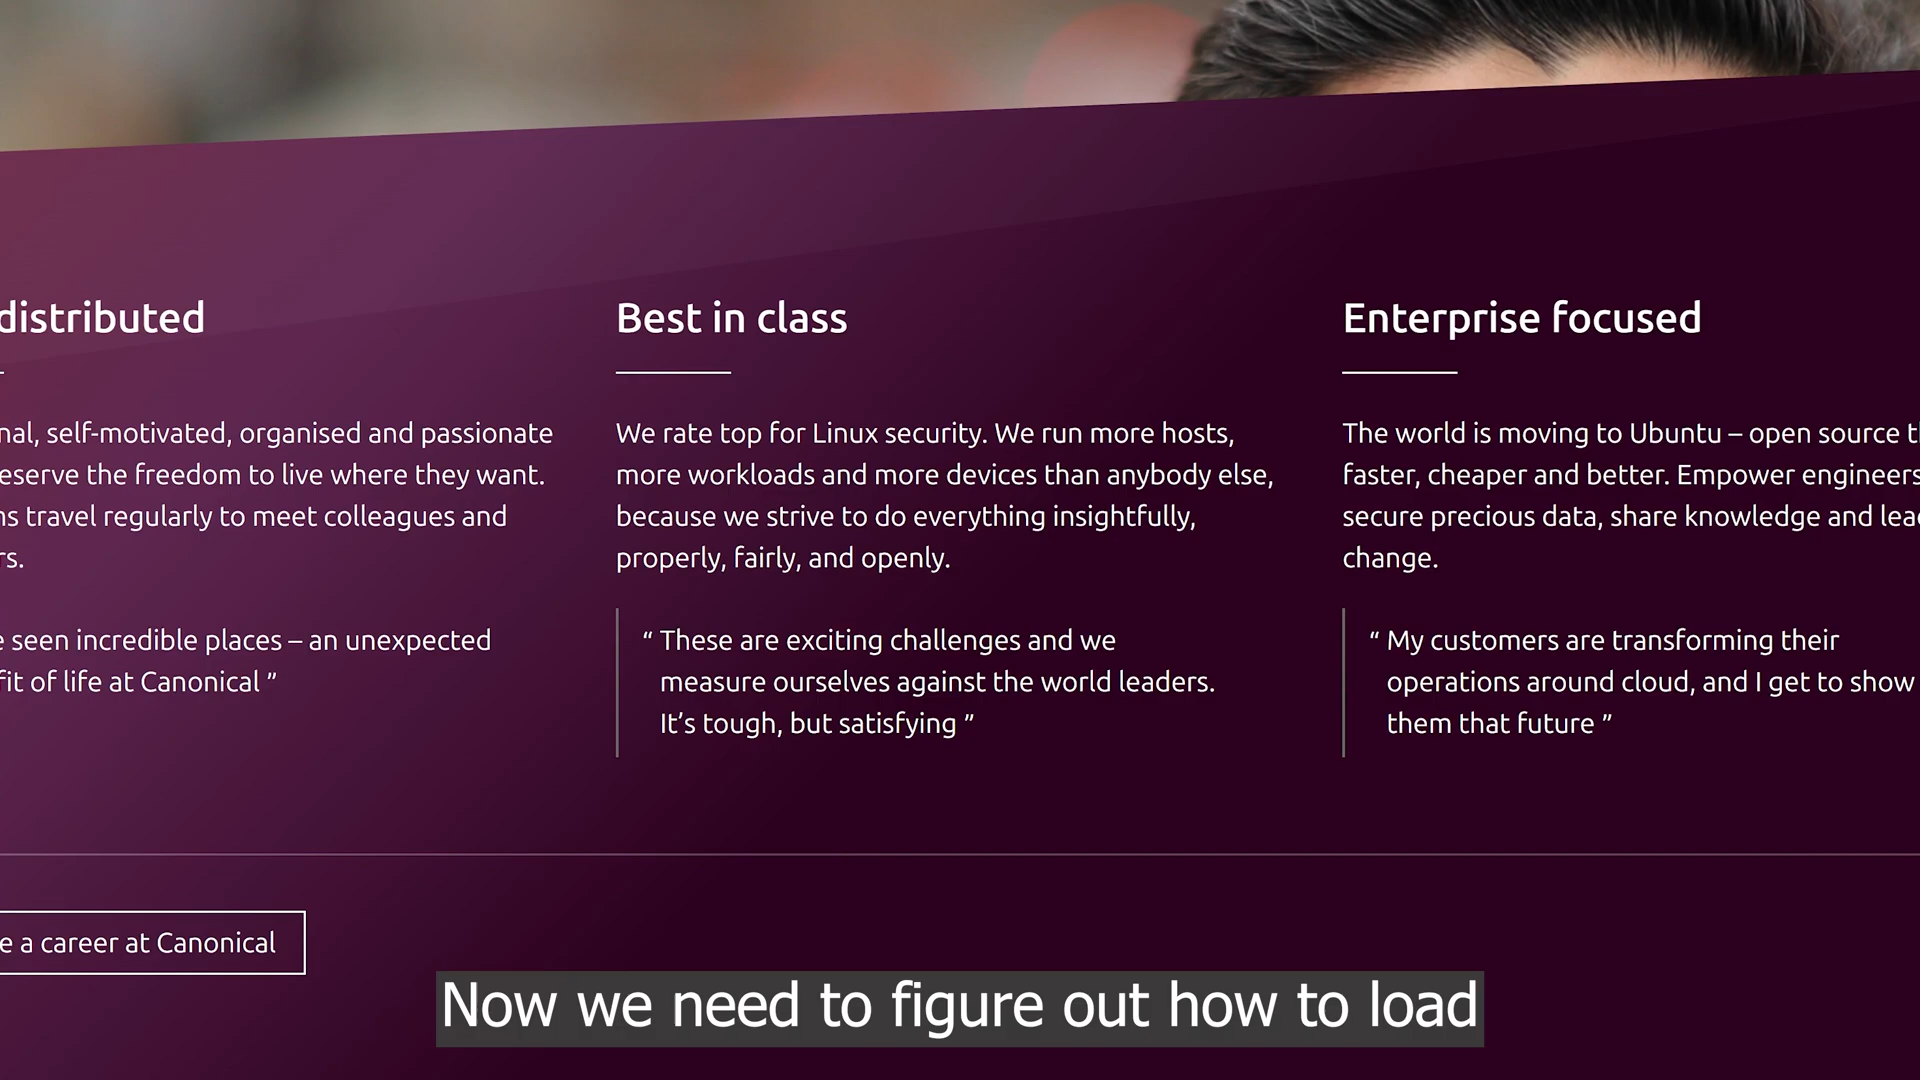 distributed
nal, self-motivated, organised and passionate
eserve the freedom to live where they want.
ns travel regularly to meet colleagues and
rs.
e seen incredible places – an unexpected
fit of life at Canonical ”
Best in class
We rate top for Linux security. We run more hosts,
more workloads and more devices than anybody else,
because we strive to do everything insightfully,
properly, fairly, and openly.
“ These are exciting challenges and we
measure ourselves against the world leaders.
It’s tough, but satisfying ”
Enterprise focused
The world is moving to Ubuntu – open source t
faster, cheaper and better. Empower engineers
secure precious data, share knowledge and lea
change.
“ My customers are transforming their
operations around cloud, and I get to show
them that future ”
e a career at Canonical
Now we need to figure out how to load